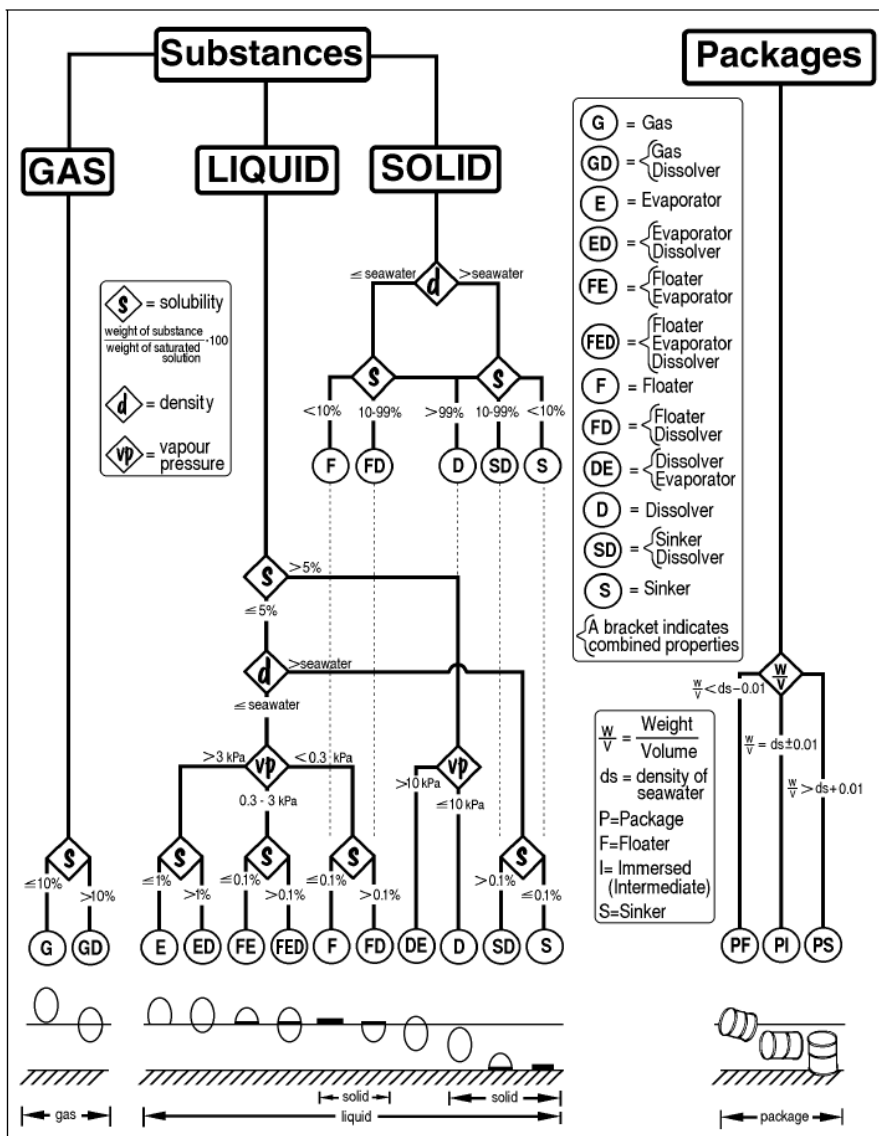 Substances
Packages
GAS
LIQUID
SOLID
G = Gas
GD = Gas
Dissolver
E = Evaporator
ED = Evaporator
Dissolver
FE = Floater
Evaporator
FED = Floater
Evaporator
Dissolver
F = Floater
FD = Floater
Dissolver
DE = Dissolver
Evaporator
D = Dissolver
SD = Sinker
Dissolver
S = Sinker
A bracket indicates
combined properties
S = solubility
weight of substance
weight of saturated
solution
·100
d = density
vp = vapour
pressure
≤ seawater
>seawater
d
S
S
<10%
10-99%
>99%
10-99%
<10%
F
FD
D
SD
S
S
>5%
≤5%
d
>seawater
≤seawater
>3 kPa
vp
<0.3 kPa
0.3 - 3 kPa
vp
>10 kPa
≤10 kPa
S
S
S
S
S
≤10%
>10%
≤1%
>1%
≤0.1%
>0.1%
≤0.1%
>0.1%
>0.1%
≤0.1%
G
GD
E
ED
FE
FED
F
FD
DE
D
SD
S
W/V
W/V < ds−0.01
W/V = ds±0.01
W/V > ds+0.01
W/V = Weight
Volume
ds = density of
seawater
P=Package
F=Floater
I= Immersed
(Intermediate)
S=Sinker
PF
PI
PS
solid
solid
gas
liquid
package